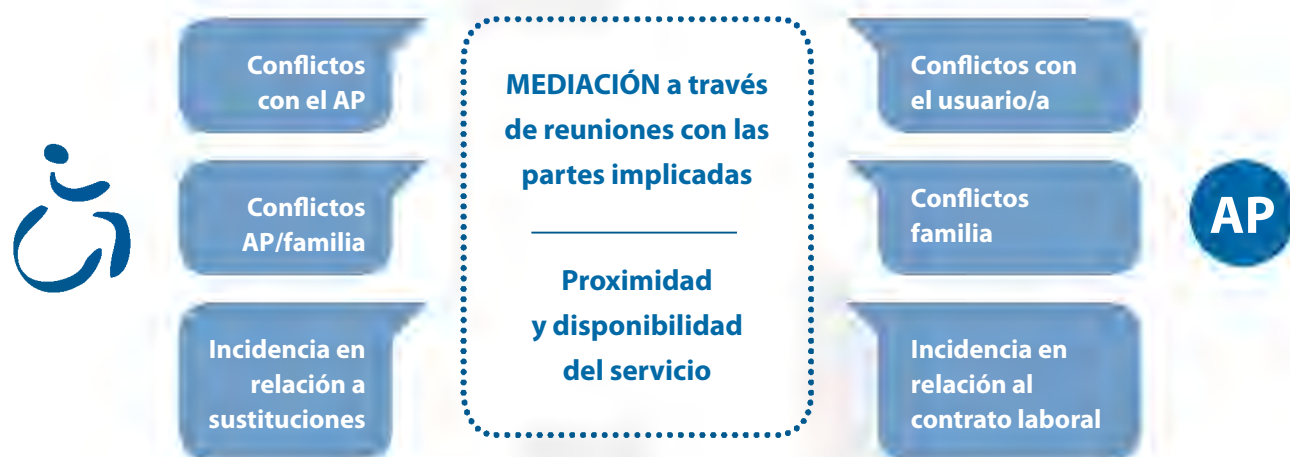 Conflictos
con el AP
Conflictos
AP/familia
Incidencia en
relación a
sustituciones
MEDIACIÓN a través
de reuniones con las
partes implicadas
Proximidad
y disponibilidad
del servicio
Conflictos con
el usuario/a
Conflictos
familia
Incidencia en
relación al
contrato laboral
AP